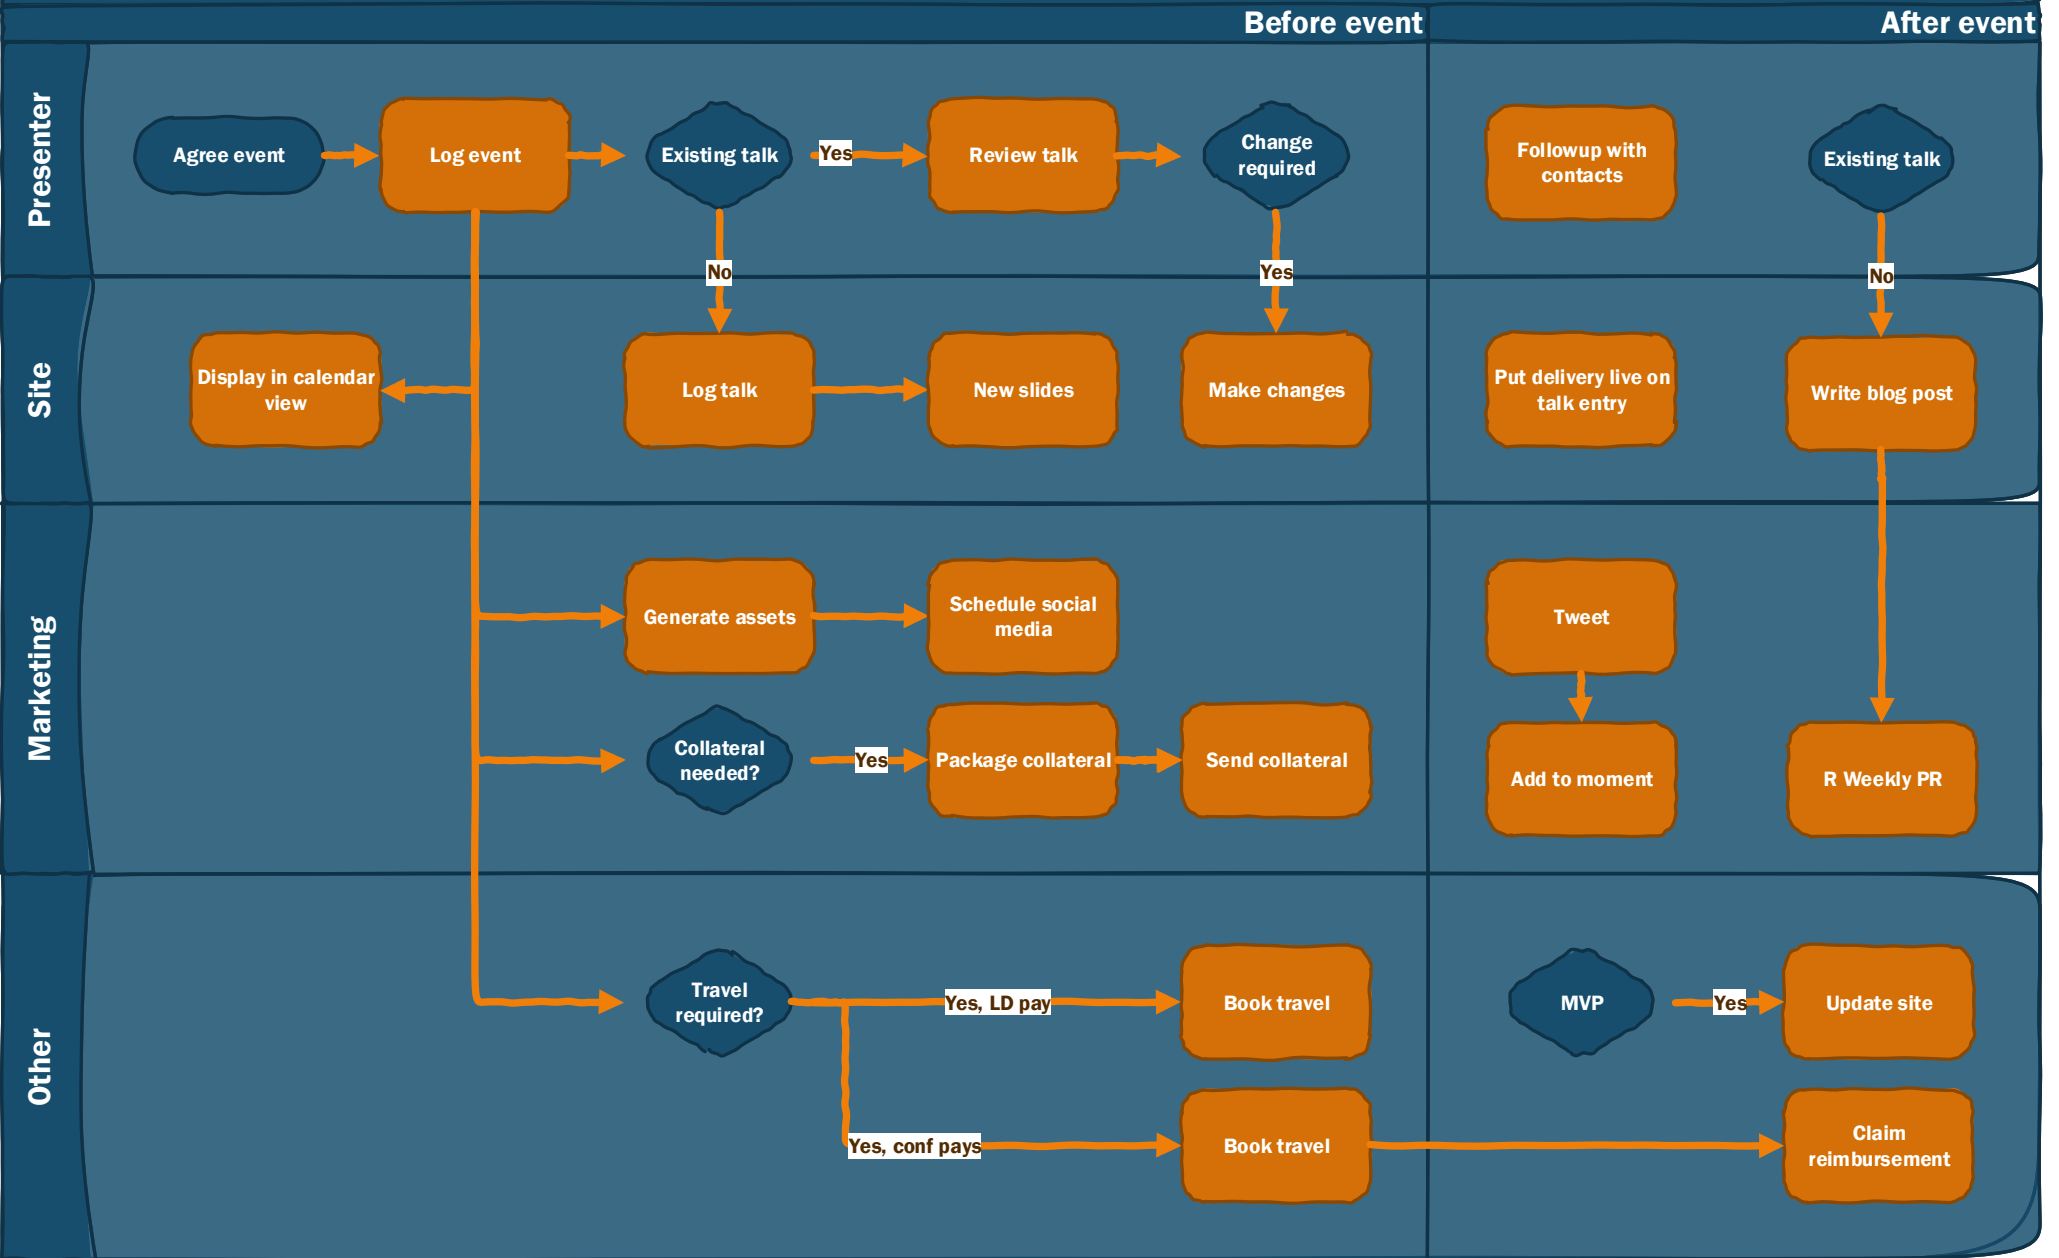 Before event
After event
Presenter
Agree event
Log event
Existing talk
Yes
Review talk
Change
required
Followup with
contacts
Existing talk
No
Yes
No
Site
Display in calendar
view
Log talk
New slides
Make changes
Put delivery live on
talk entry
Write blog post
Marketing
Generate assets
Schedule social
media
Tweet
Collateral
needed?
Yes
Package collateral
Send collateral
Add to moment
R Weekly PR
Other
Travel
required?
Yes, LD pay
Book travel
MVP
Yes
Update site
Yes, conf pays
Book travel
Claim
reimbursement